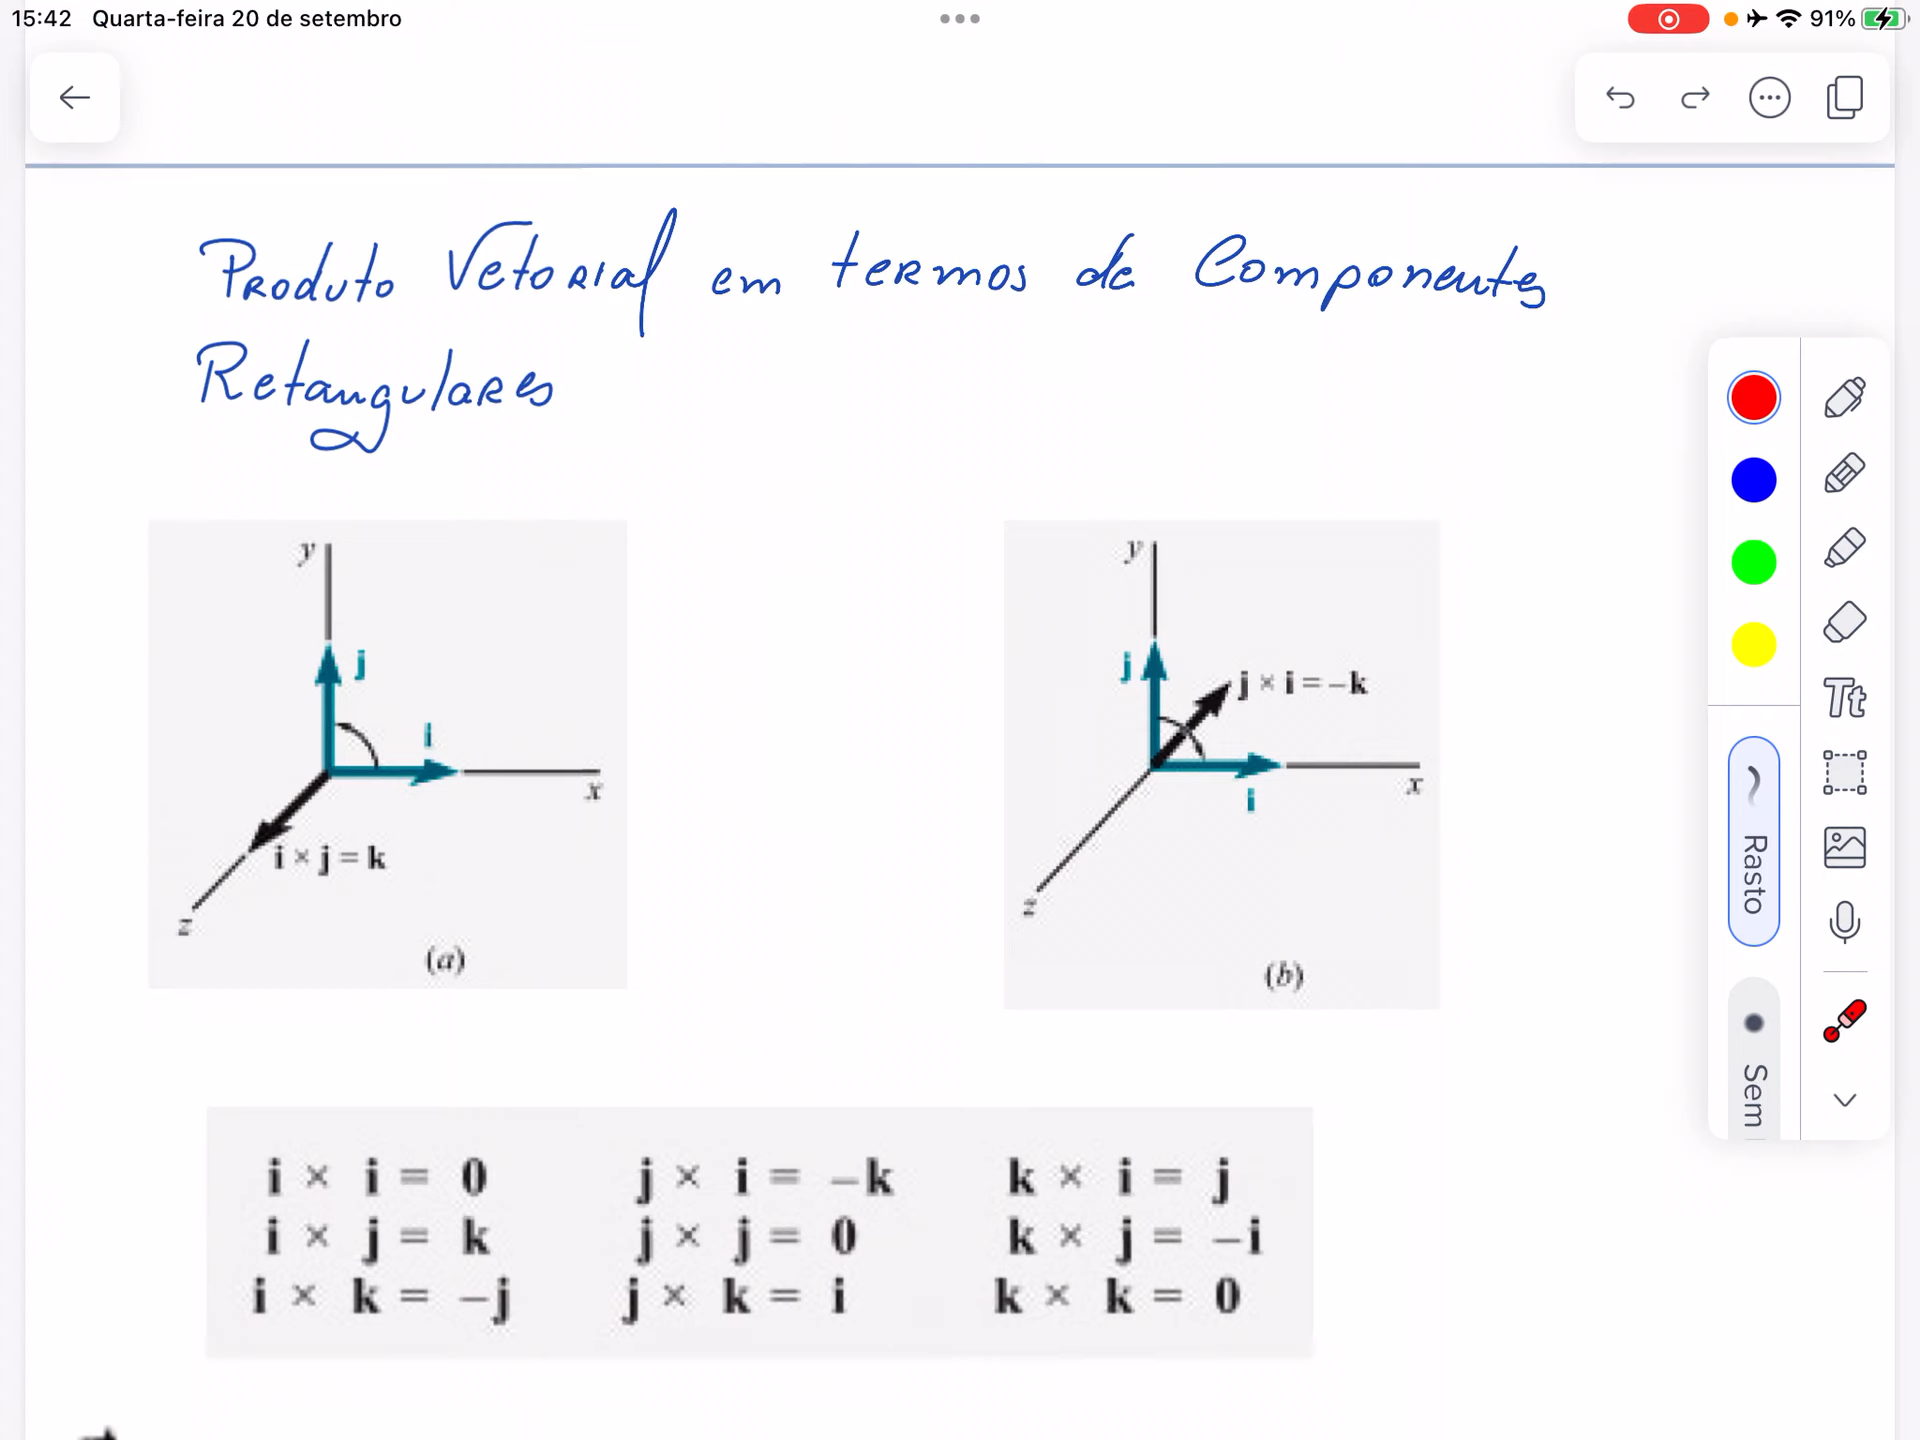 15:42 Quarta-feira 20 de setembro
91%
Produto Vetorial em termos de Componentes
Retangulares
y
j
i
x
i × j = k
z
(a)
y
j
j × i = -k
i
x
z
(b)
i × i = 0
i × j = k
i × k = -j
j × i = -k
j × j = 0
j × k = i
k × i = j
k × j = -i
k × k = 0
Tt
Rasto
Sem